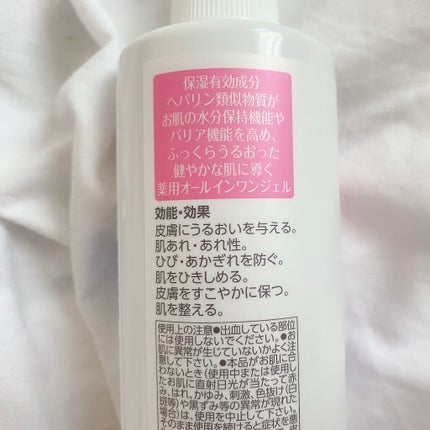 保湿有効成分
ヘパリン類似物質が
お肌の水分保持機能や
バリア機能を高め、
ふっくらうるおった
健やかな肌に導く
薬用オールインワンジェル
効能・効果
皮膚にうるおいを与える。
肌あれ・あれ性。
ひび・あかぎれを防ぐ。
肌をひきしめる。
皮膚をすこやかに保つ。
肌を整える。
使用上の注意●出血している部位
には使用しないでください。●お
肌に異常が生じていないかよく注
意して下さい。●本品がお肌に合
わないとき(使用中または使用し
たお肌に直射日光が当たって赤
み、はれ、かゆみ、刺激、色抜け(白
斑等)や黒ずみ等の異常が現れた
場合)は、使用を中止して下さい。
そのまま使用を続けると症状を